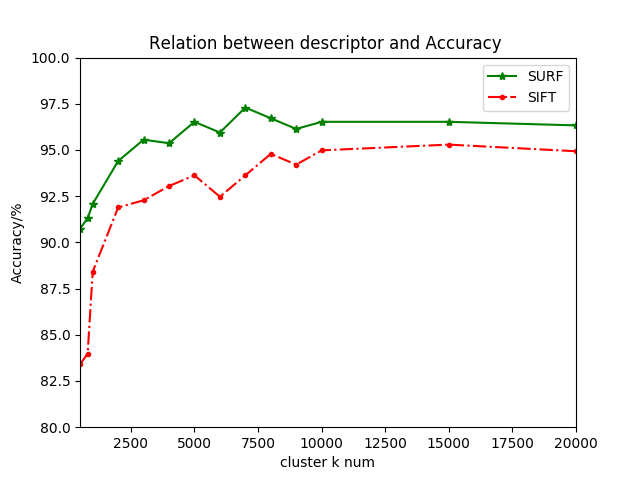 Relation between descriptor and Accuracy
100.0
97.5
95.0
92.5
90.0
87.5
85.0
82.5
80.0
Accuracy/%
SURF
SIFT
2500 5000 7500 10000 12500 15000 17500 20000
cluster k num